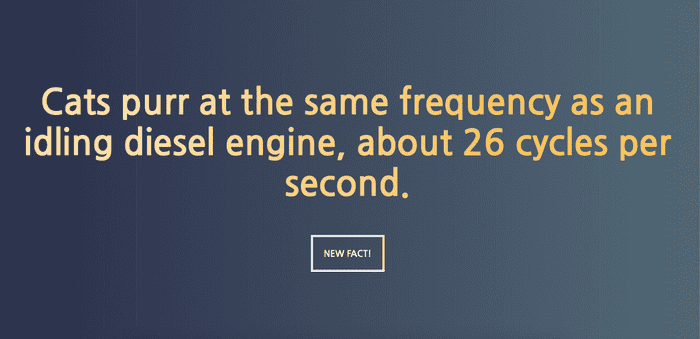 Cats purr at the same frequency as an
idling diesel engine, about 26 cycles per
second.
NEW FACT!